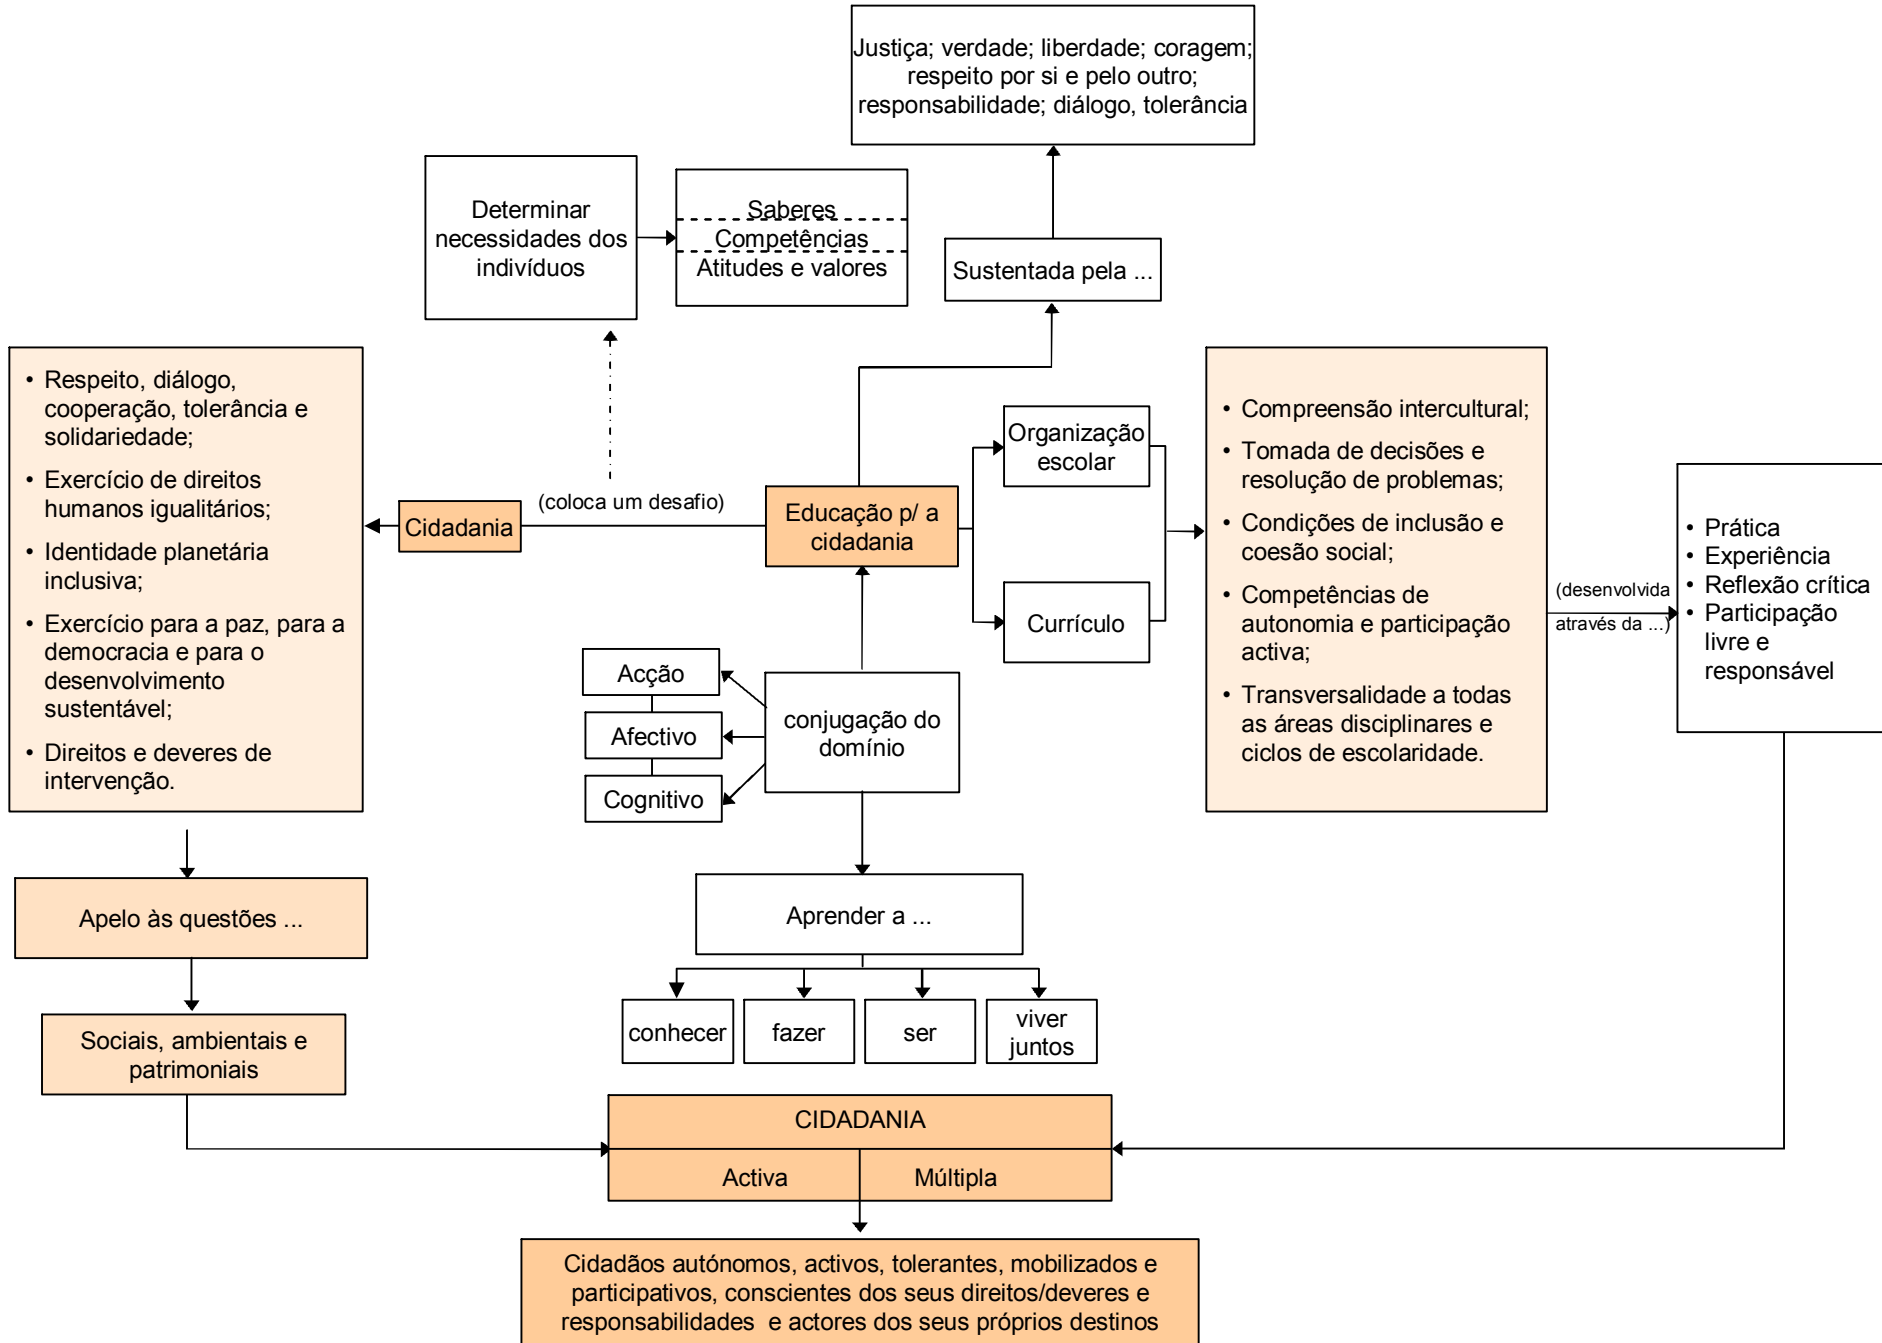 Justiça; verdade; liberdade; coragem;
respeito por si e pelo outro;
responsabilidade; diálogo, tolerância
Determinar
necessidades dos
indivíduos
Saberes
Competências
Atitudes e valores
Sustentada pela ...
• Respeito, diálogo,
cooperação, tolerância e
solidariedade;
• Exercício de direitos
humanos igualitários;
• Identidade planetária
inclusiva;
• Exercício para a paz, para a
democracia e para o
desenvolvimento
sustentável;
• Direitos e deveres de
intervenção.
Cidadania
(coloca um desafio)
Educação p/ a
cidadania
Organização
escolar
Currículo
• Compreensão intercultural;
• Tomada de decisões e
resolução de problemas;
• Condições de inclusão e
coesão social;
• Competências de
autonomia e participação
activa;
• Transversalidade a todas
as áreas disciplinares e
ciclos de escolaridade.
(desenvolvida
através da ...)
• Prática
• Experiência
• Reflexão crítica
• Participação
livre e
responsável
Acção
Afectivo
Cognitivo
conjugação do
domínio
Apelo às questões ...
Aprender a ...
conhecer
fazer
ser
viver
juntos
Sociais, ambientais e
patrimoniais
CIDADANIA
Activa
Múltipla
Cidadãos autónomos, activos, tolerantes, mobilizados e
participativos, conscientes dos seus direitos/deveres e
responsabilidades e actores dos seus próprios destinos